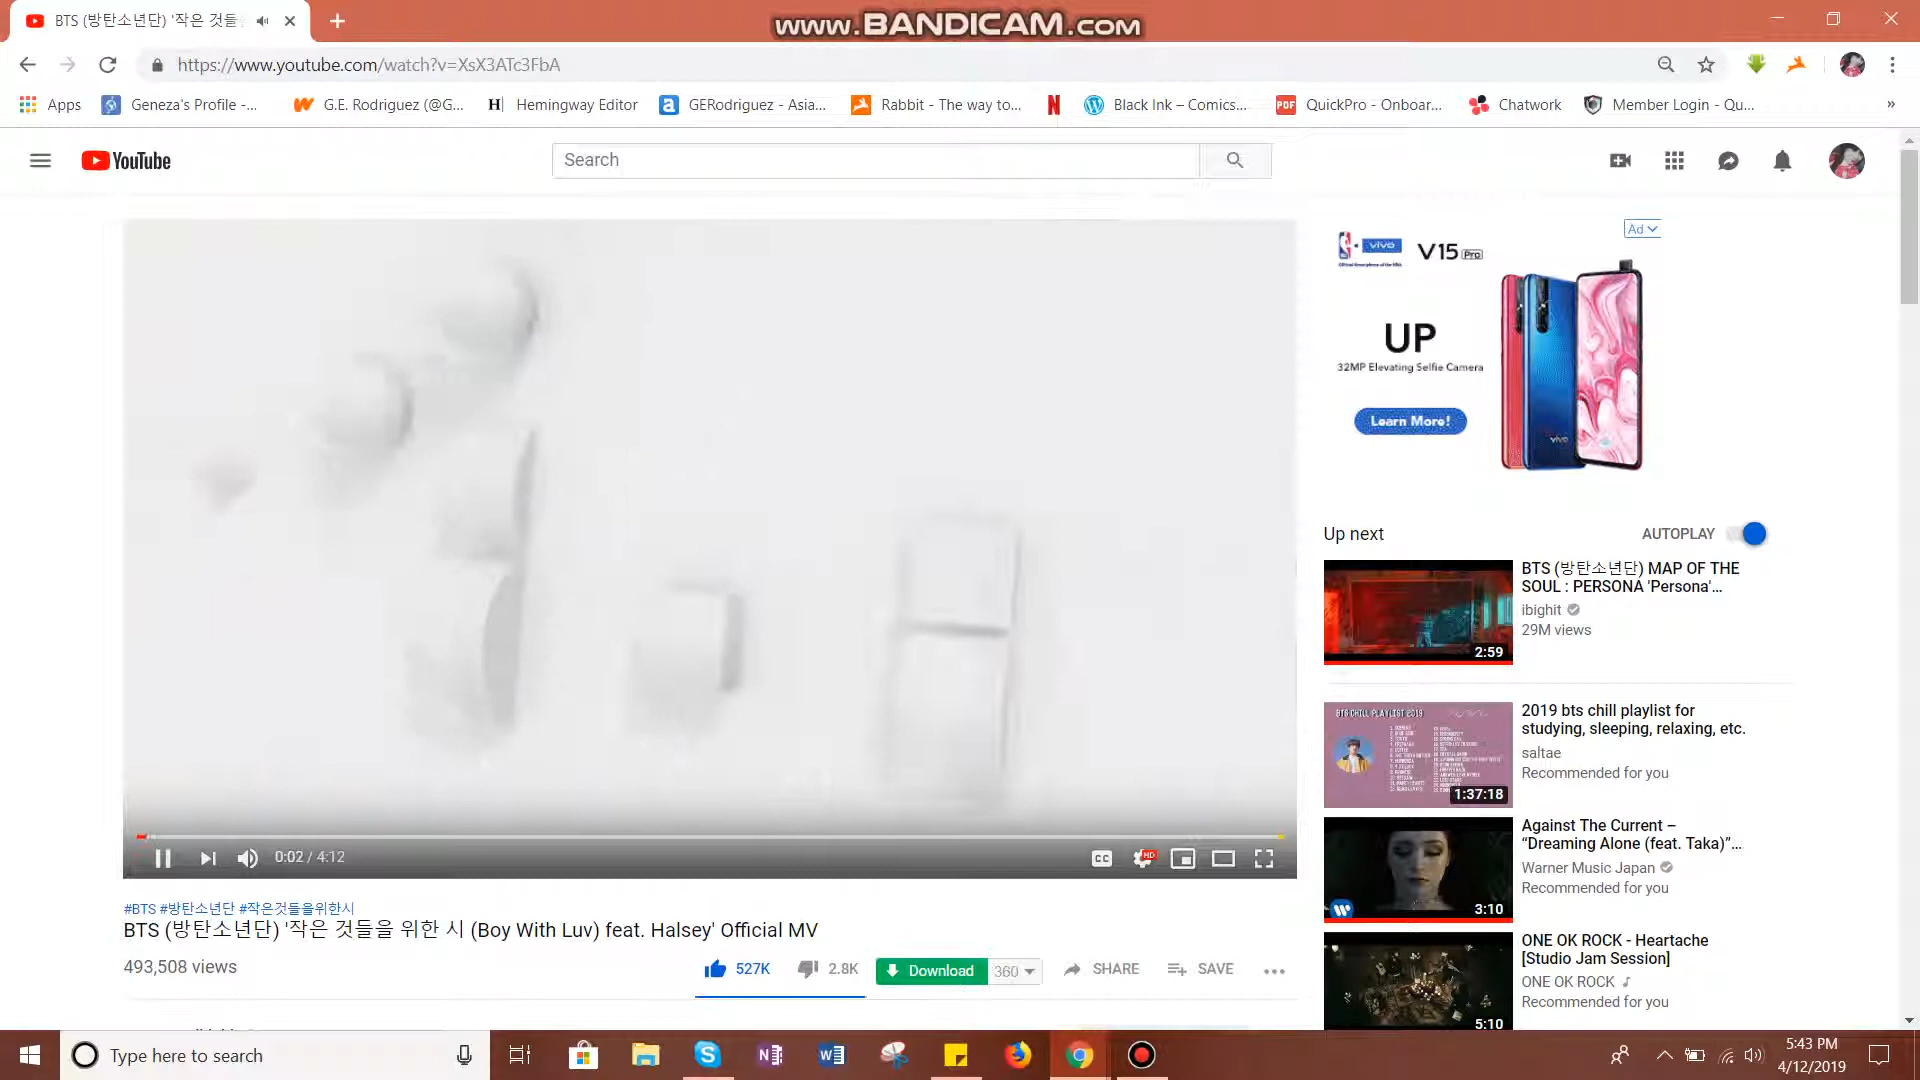 BTS (방탄소년단) '작은 것들
www.BANDICAM.com
https://www.youtube.com/watch?v=XsX3ATc3FbA
Apps
Geneza's Profile -...
G.E. Rodriguez (@G...
Hemingway Editor
GERodriguez - Asia...
Rabbit - The way to...
Black Ink – Comics...
QuickPro - Onboar...
Chatwork
Member Login - Qu...
»
YouTube
Search
Ad
vivo
V15 Pro
UP
32MP Elevating Selfie Camera
Learn More!
vivo
0:02 / 4:12
CC
HD
#BTS #방탄소년단 #작은것들을위한시
BTS (방탄소년단) '작은 것들을 위한 시 (Boy With Luv) feat. Halsey' Official MV
493,508 views
527K
2.8K
Download
360
SHARE
SAVE
Up next
AUTOPLAY
BTS (방탄소년단) MAP OF THE
SOUL : PERSONA 'Persona'...
ibighit
29M views
2:59
BTS CHILL PLAYLIST 2019
2019 bts chill playlist for
studying, sleeping, relaxing, etc.
saltae
Recommended for you
1:37:18
Against The Current –
“Dreaming Alone (feat. Taka)”...
Warner Music Japan
Recommended for you
3:10
ONE OK ROCK - Heartache
[Studio Jam Session]
ONE OK ROCK
Recommended for you
5:10
Type here to search
5:43 PM
4/12/2019